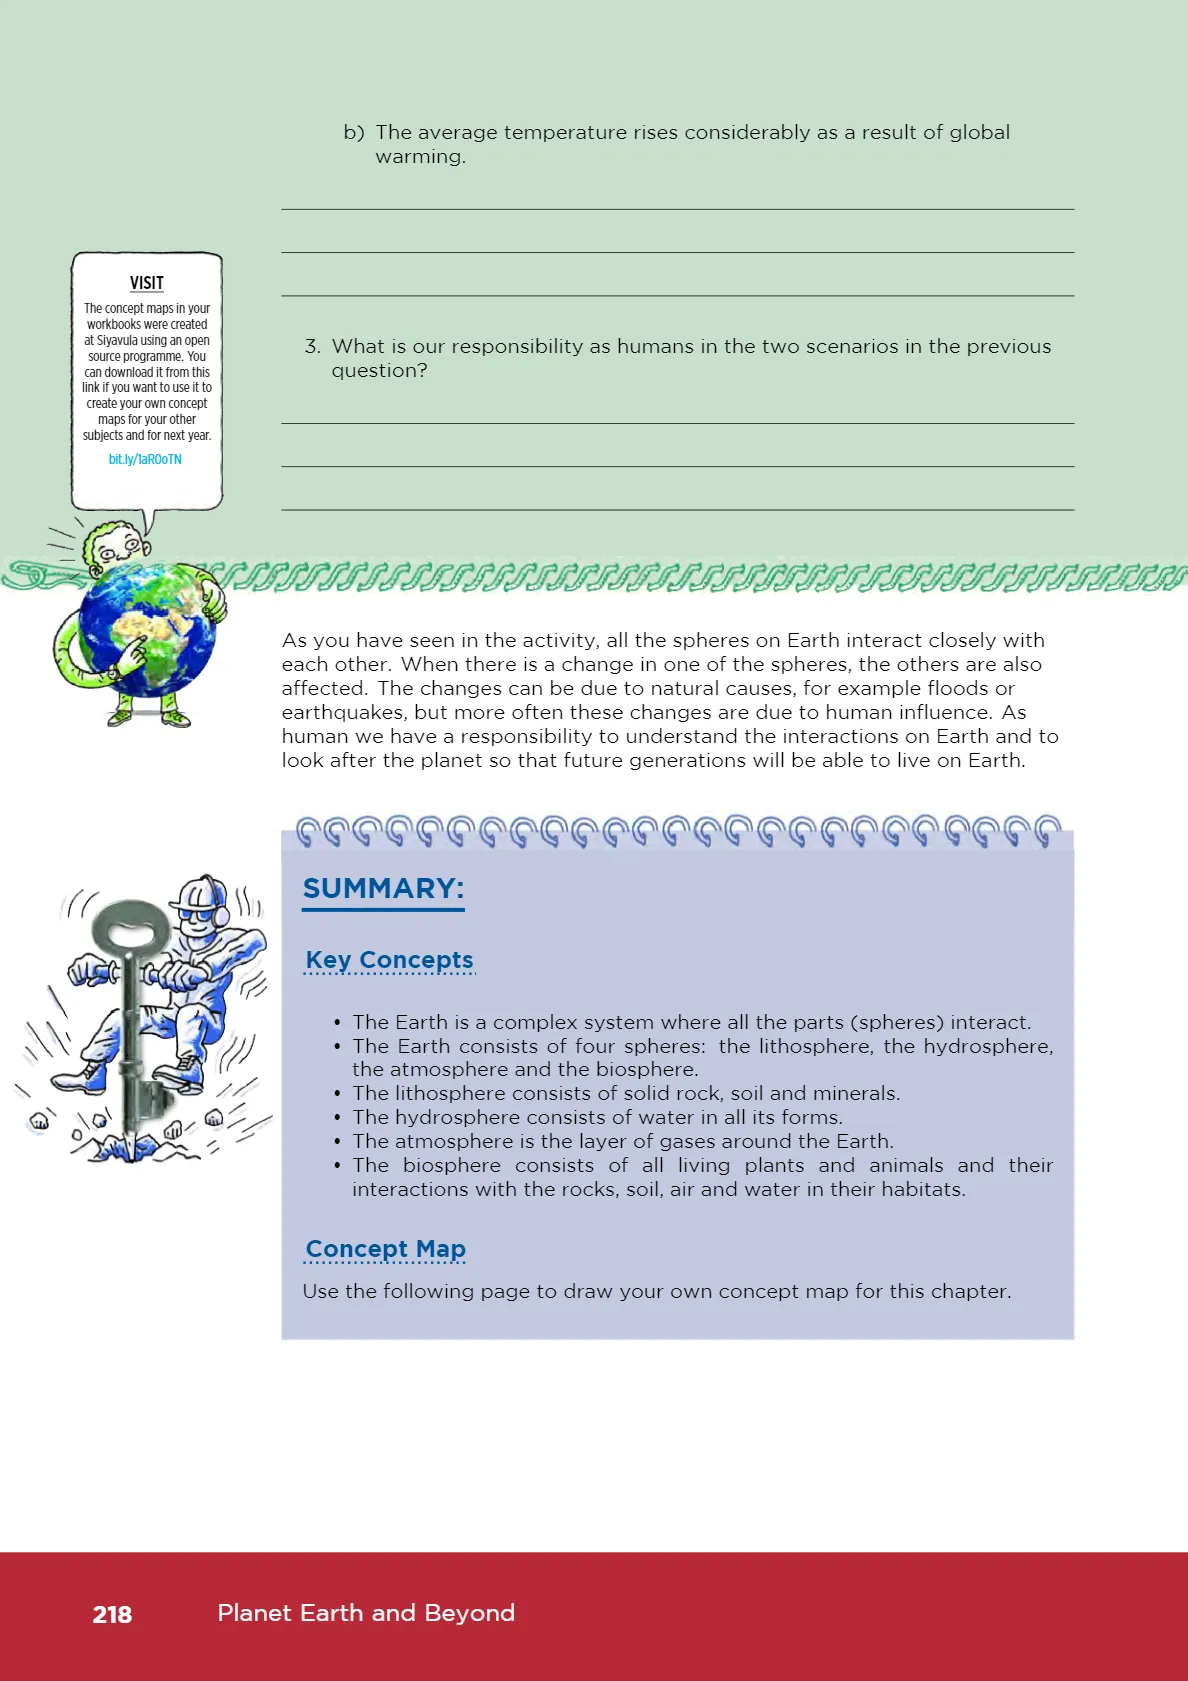 b) The average temperature rises considerably as a result of global
warming.
VISIT
The concept maps in your
workbooks were created
at Siyavula using an open
source programme. You
can download it from this
link if you want to use it to
create your own concept
maps for your other
subjects and for next year.
bit.ly/1aR0oTN
3. What is our responsibility as humans in the two scenarios in the previous
question?
As you have seen in the activity, all the spheres on Earth interact closely with
each other. When there is a change in one of the spheres, the others are also
affected. The changes can be due to natural causes, for example floods or
earthquakes, but more often these changes are due to human influence. As
human we have a responsibility to understand the interactions on Earth and to
look after the planet so that future generations will be able to live on Earth.
SUMMARY:
Key Concepts
• The Earth is a complex system where all the parts (spheres) interact.
• The Earth consists of four spheres: the lithosphere, the hydrosphere,
the atmosphere and the biosphere.
• The lithosphere consists of solid rock, soil and minerals.
• The hydrosphere consists of water in all its forms.
• The atmosphere is the layer of gases around the Earth.
• The biosphere consists of all living plants and animals and their
interactions with the rocks, soil, air and water in their habitats.
Concept Map
Use the following page to draw your own concept map for this chapter.
218 Planet Earth and Beyond